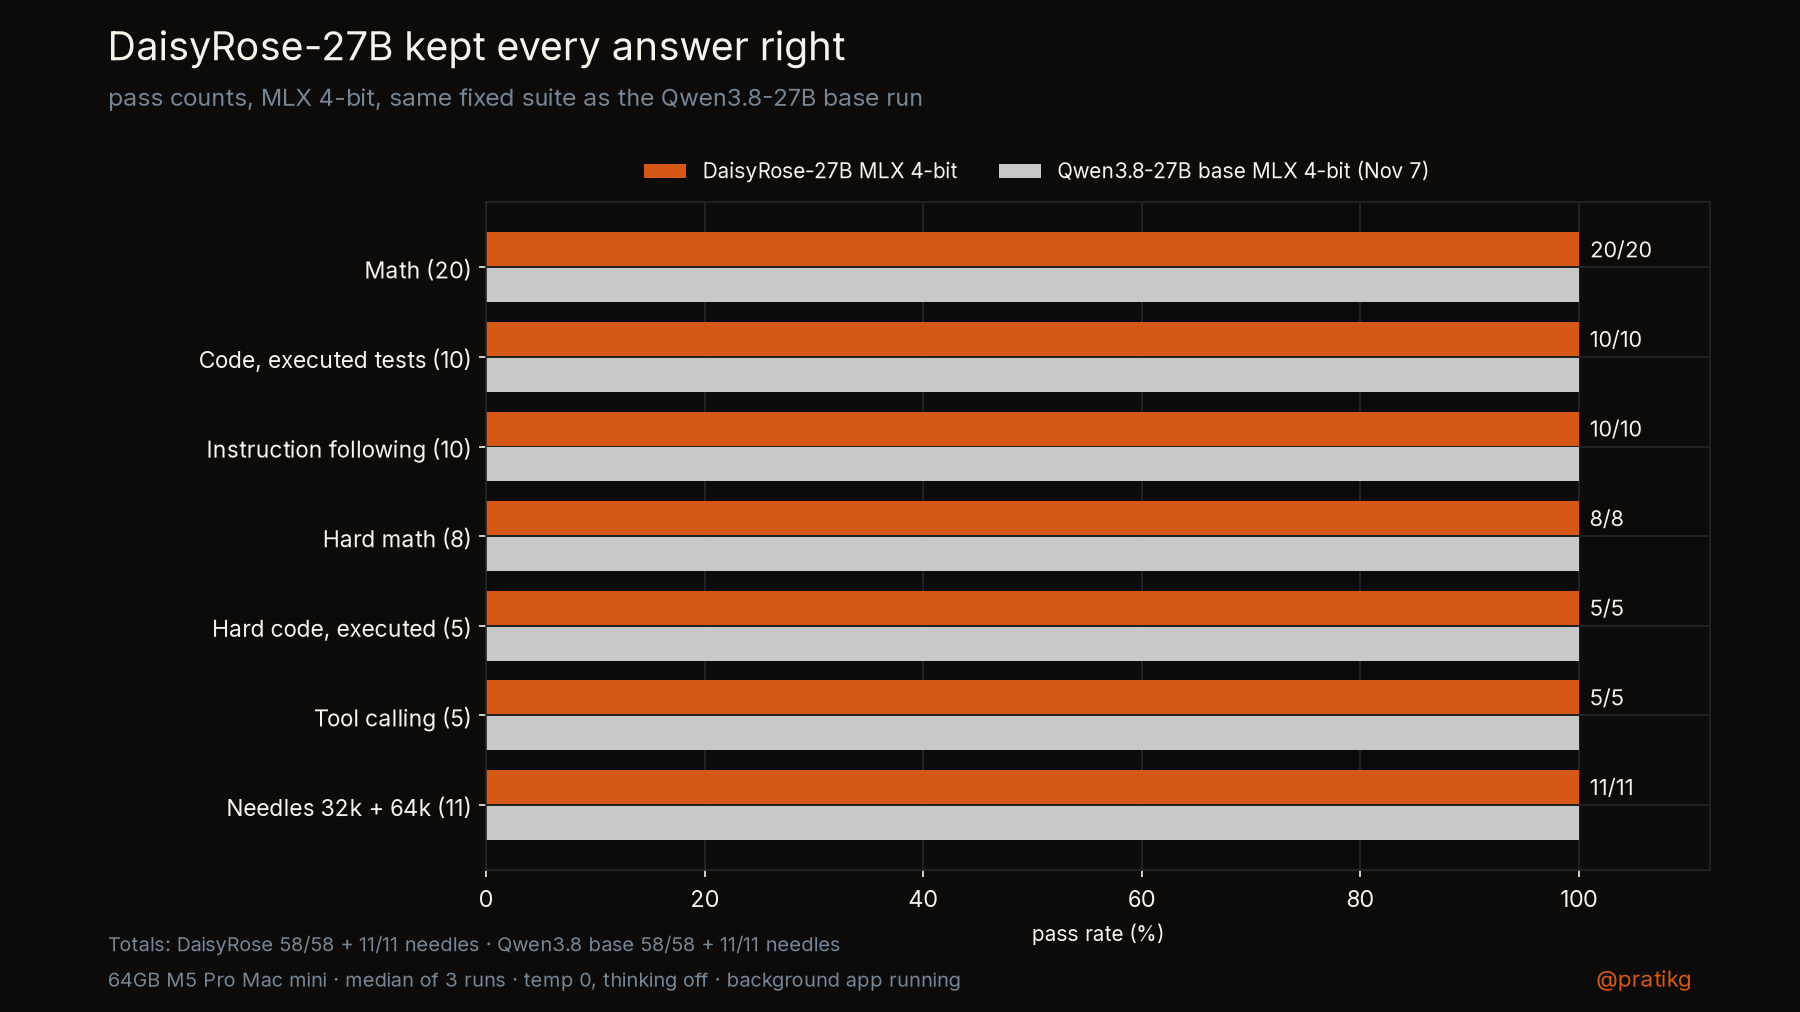 DaisyRose-27B kept every answer right
pass counts, MLX 4-bit, same fixed suite as the Qwen3.8-27B base run
DaisyRose-27B MLX 4-bit
Qwen3.8-27B base MLX 4-bit (Nov 7)
Math (20)
20/20
Code, executed tests (10)
10/10
Instruction following (10)
10/10
Hard math (8)
8/8
Hard code, executed (5)
5/5
Tool calling (5)
5/5
Needles 32k + 64k (11)
11/11
0 20 40 60 80 100
pass rate (%)
Totals: DaisyRose 58/58 + 11/11 needles · Qwen3.8 base 58/58 + 11/11 needles
64GB M5 Pro Mac mini · median of 3 runs · temp 0, thinking off · background app running
@pratikg